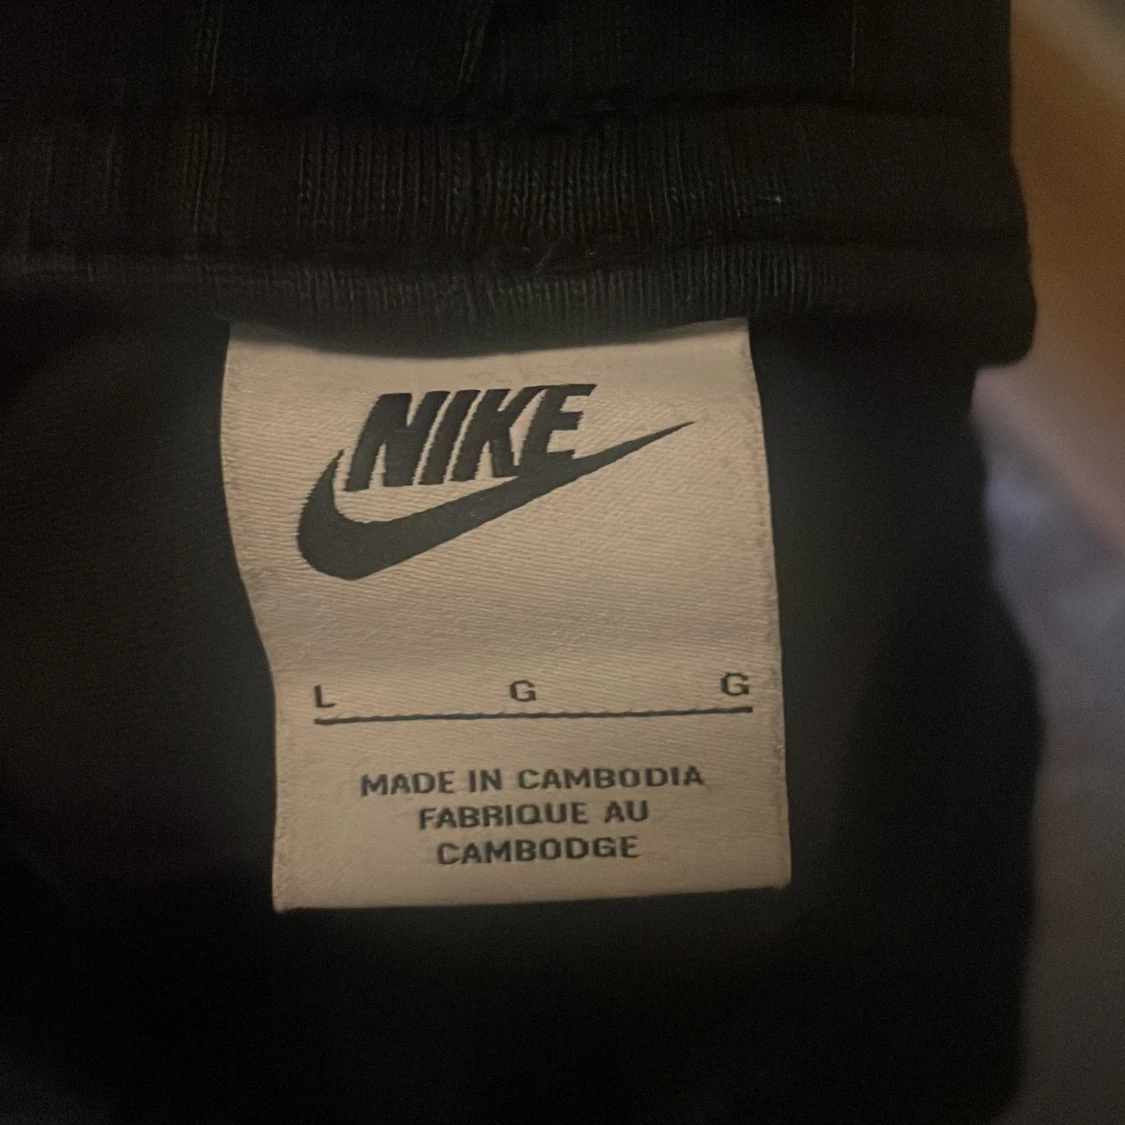 NIKE
L G G
MADE IN CAMBODIA
FABRIQUE AU
CAMBODGE